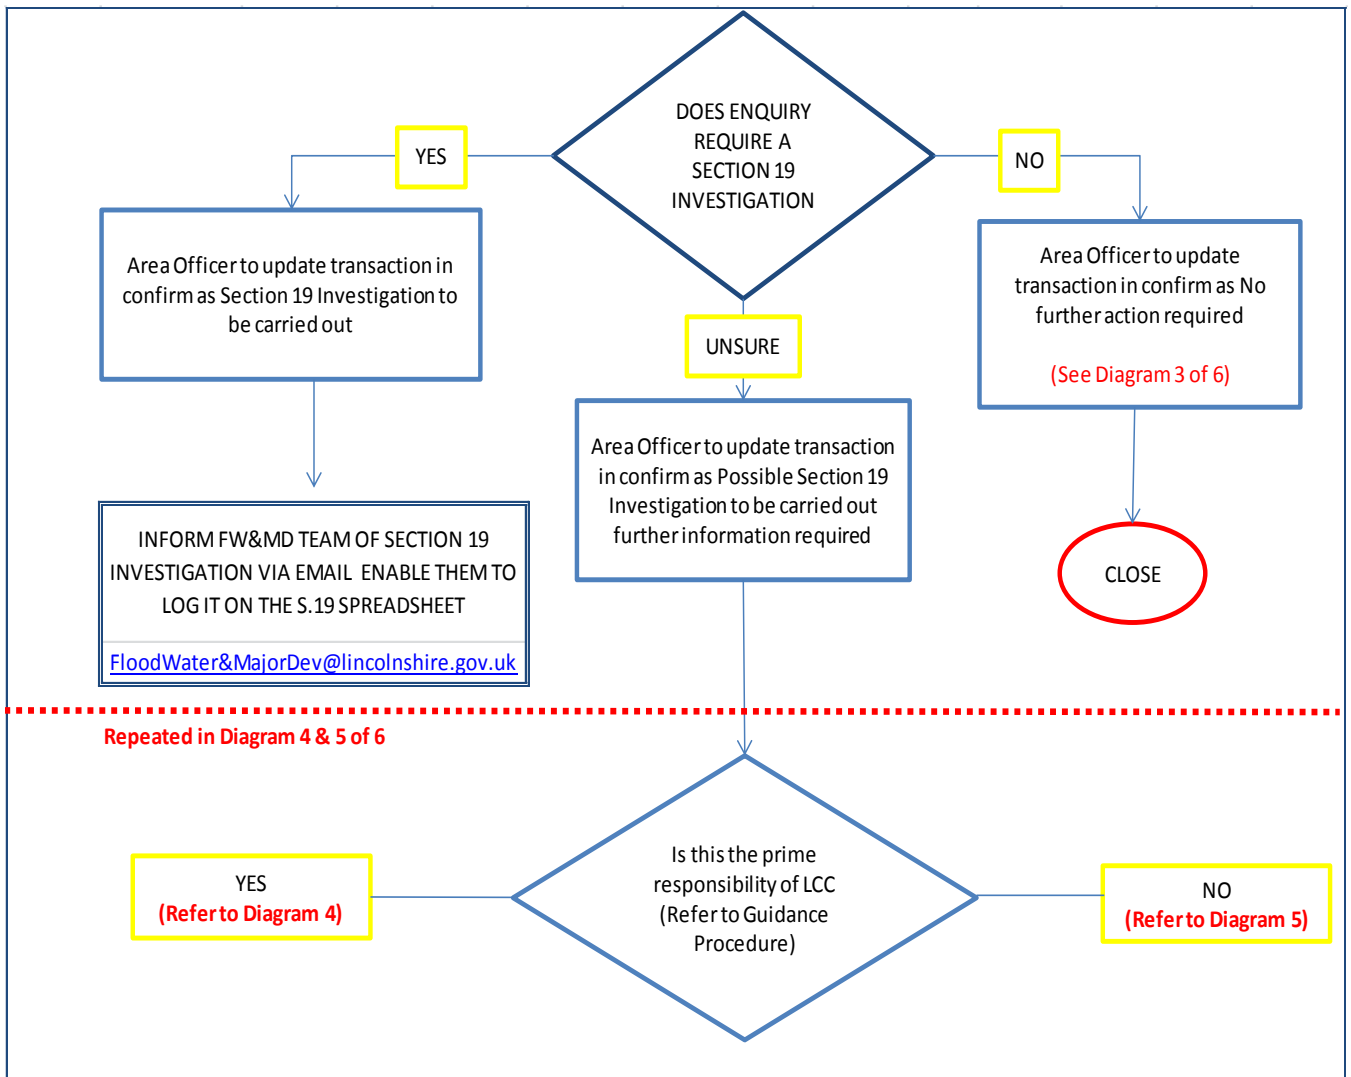 DOES ENQUIRY
REQUIRE A
SECTION 19
INVESTIGATION
YES
NO
Area Officer to update transaction in
confirm as Section 19 Investigation to
be carried out
Area Officer to update
transaction in confirm as No
further action required
(See Diagram 3 of 6)
UNSURE
Area Officer to update transaction
in confirm as Possible Section 19
Investigation to be carried out
further information required
INFORM FW&MD TEAM OF SECTION 19
INVESTIGATION VIA EMAIL ENABLE THEM TO
LOG IT ON THE S.19 SPREADSHEET
FloodWater&MajorDev@lincolnshire.gov.uk
CLOSE
Repeated in Diagram 4 & 5 of 6
Is this the prime
responsibility of LCC
(Refer to Guidance
Procedure)
YES
(Refer to Diagram 4)
NO
(Refer to Diagram 5)